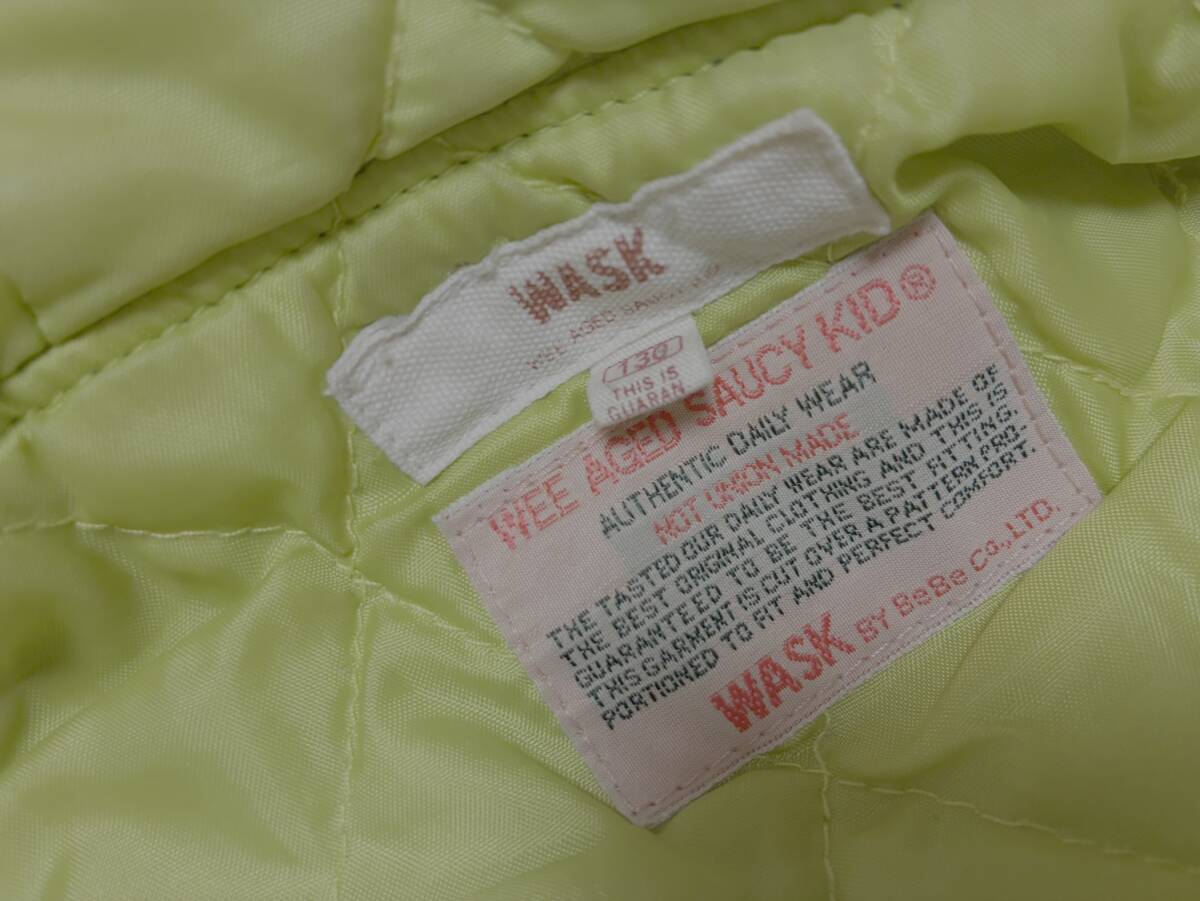 WASK
WEE AGED SAUCY KID
130
THIS IS
GUARAN
WEE AGED SAUCY KID®
AUTHENTIC DAILY WEAR
NOT UNION MADE
THE TASTED OUR DAILY WEAR ARE MADE OF
THE BEST ORIGINAL CLOTHING AND THIS IS
GUARANTEED TO BE THE BEST FITTING.
THIS GARMENT IS CUT OVER A PATTERN PRO-
PORTIONED TO FIT AND PERFECT COMFORT.
WASK BY BeBe Co.,LTD.